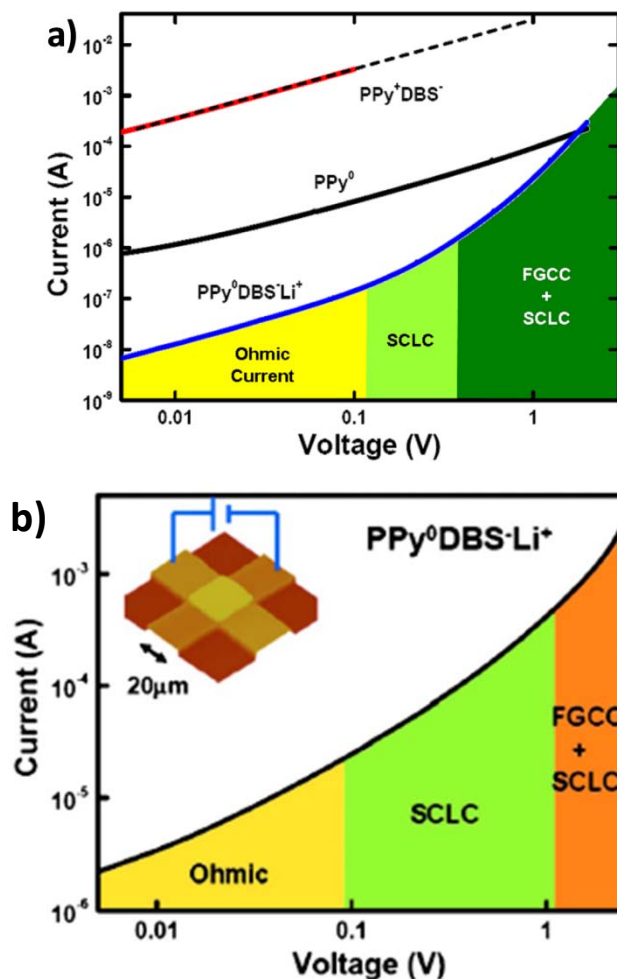 a)
10⁻²
10⁻³
10⁻⁴
10⁻⁵
10⁻⁶
10⁻⁷
10⁻⁸
10⁻⁹
Current (A)
PPy⁺DBS⁻
PPy⁰
PPy⁰DBS⁻Li⁺
Ohmic
Current
SCLC
FGCC
+
SCLC
0.01 0.1 1
Voltage (V)
b)
10⁻³
10⁻⁴
10⁻⁵
10⁻⁶
Current (A)
PPy⁰DBS⁻Li⁺
20μm
Ohmic
SCLC
FGCC
+
SCLC
0.01 0.1 1
Voltage (V)